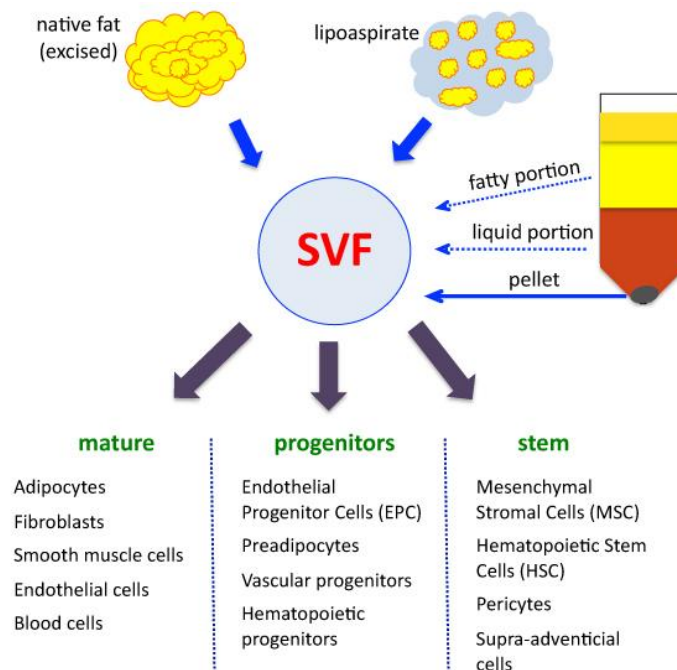 native fat
(excised)
lipoaspirate
fatty portion
liquid portion
pellet
SVF
mature
Adipocytes
Fibroblasts
Smooth muscle cells
Endothelial cells
Blood cells
progenitors
Endothelial
Progenitor Cells (EPC)
Preadipocytes
Vascular progenitors
Hematopoietic
progenitors
stem
Mesenchymal
Stromal Cells (MSC)
Hematopoietic Stem
Cells (HSC)
Pericytes
Supra-adventicial
cells